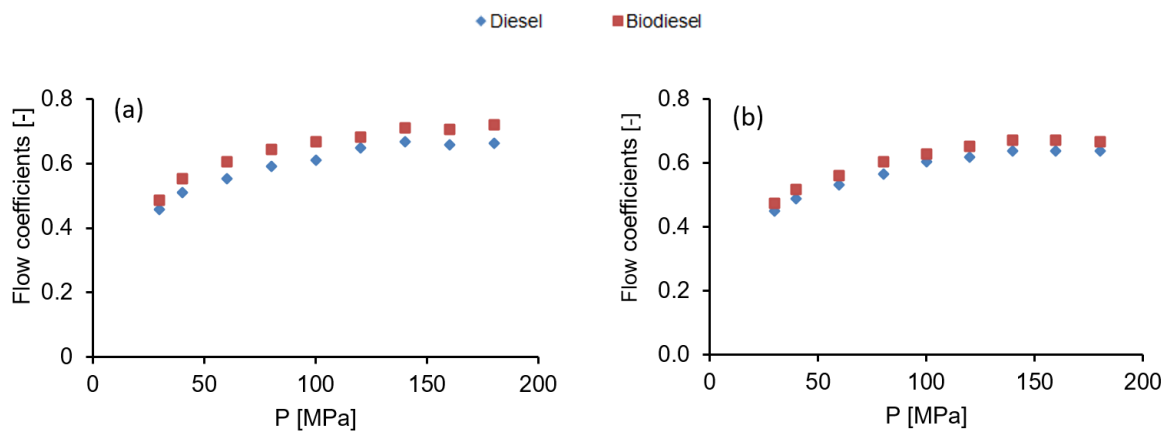 Diesel Biodiesel
(a)
Flow coefficients [-]
0.8
0.6
0.4
0.2
0
0 50 100 150 200
P [MPa]
(b)
Flow coefficients [-]
0.8
0.6
0.4
0.2
0.0
0 50 100 150 200
P [MPa]